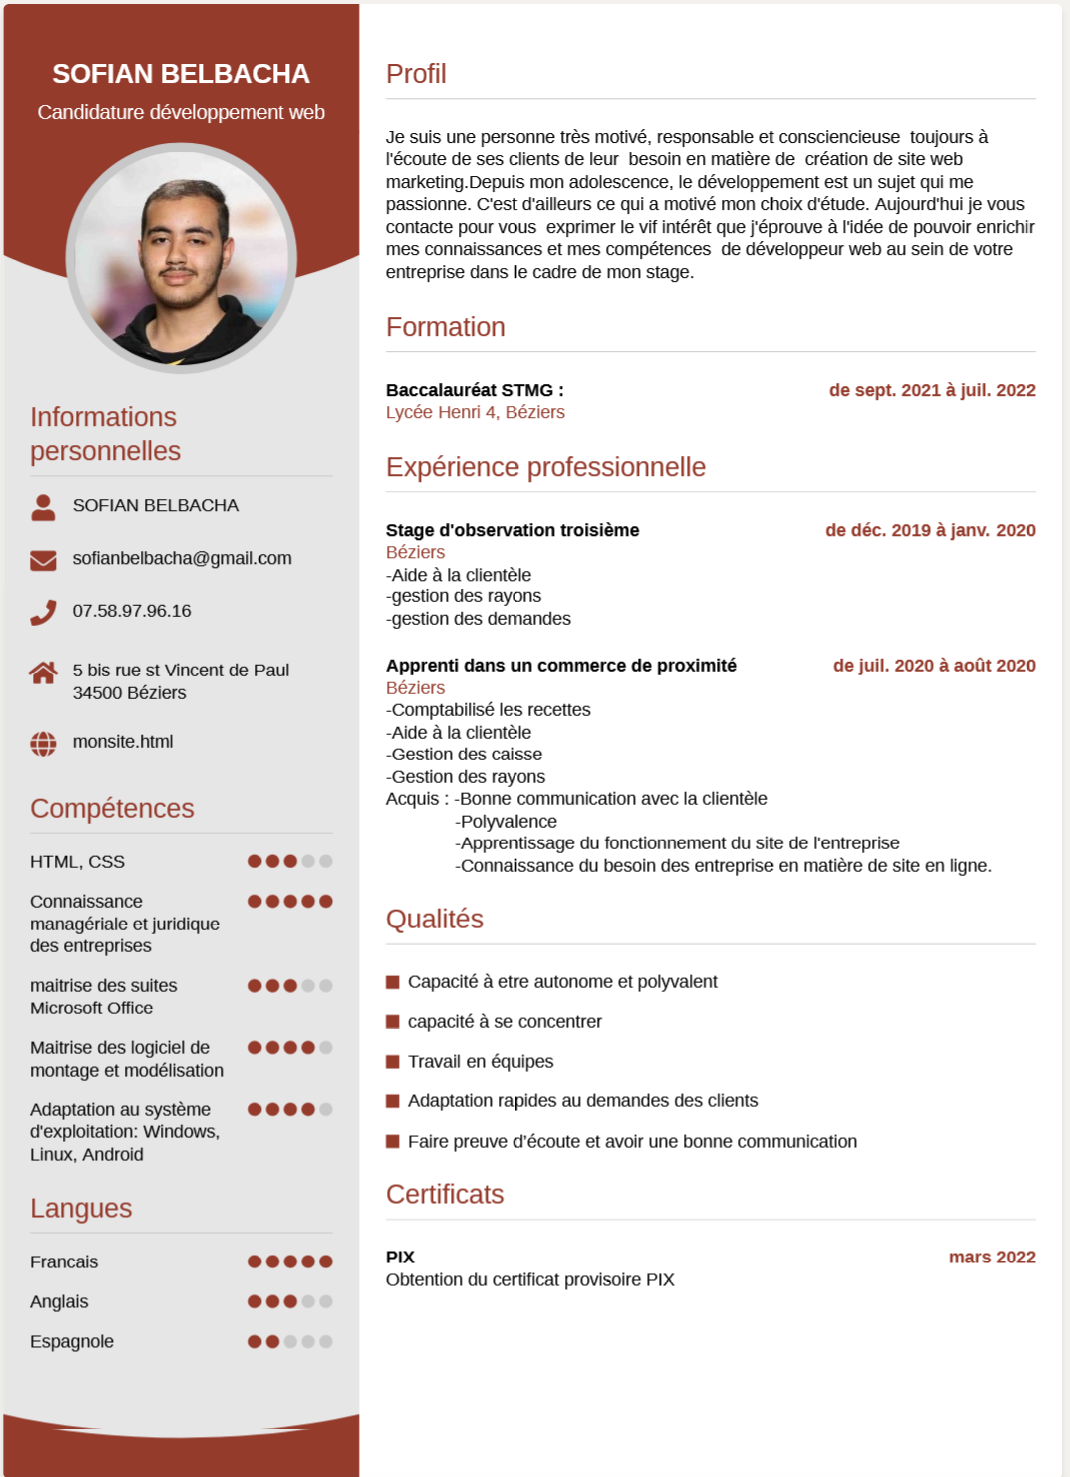 SOFIAN BELBACHA
Candidature développement web
Informations
personnelles
SOFIAN BELBACHA
sofianbelbacha@gmail.com
07.58.97.96.16
5 bis rue st Vincent de Paul
34500 Béziers
monsite.html
Compétences
HTML, CSS
Connaissance
managériale et juridique
des entreprises
maitrise des suites
Microsoft Office
Maitrise des logiciel de
montage et modélisation
Adaptation au système
d'exploitation: Windows,
Linux, Android
Langues
Francais
Anglais
Espagnole
Profil
Je suis une personne très motivé, responsable et consciencieuse  toujours à
l'écoute de ses clients de leur  besoin en matière de  création de site web
marketing.Depuis mon adolescence, le développement est un sujet qui me
passionne. C'est d'ailleurs ce qui a motivé mon choix d'étude. Aujourd'hui je vous
contacte pour vous  exprimer le vif intérêt que j'éprouve à l'idée de pouvoir enrichir
mes connaissances et mes compétences  de développeur web au sein de votre
entreprise dans le cadre de mon stage.
Formation
Baccalauréat STMG : de sept. 2021 à juil. 2022
Lycée Henri 4, Béziers
Expérience professionnelle
Stage d'observation troisième de déc. 2019 à janv. 2020
Béziers
-Aide à la clientèle
-gestion des rayons
-gestion des demandes
Apprenti dans un commerce de proximité de juil. 2020 à août 2020
Béziers
-Comptabilisé les recettes
-Aide à la clientèle
-Gestion des caisse
-Gestion des rayons
Acquis : -Bonne communication avec la clientèle
-Polyvalence
-Apprentissage du fonctionnement du site de l'entreprise
-Connaissance du besoin des entreprise en matière de site en ligne.
Qualités
Capacité à etre autonome et polyvalent
capacité à se concentrer
Travail en équipes
Adaptation rapides au demandes des clients
Faire preuve d'écoute et avoir une bonne communication
Certificats
PIX mars 2022
Obtention du certificat provisoire PIX